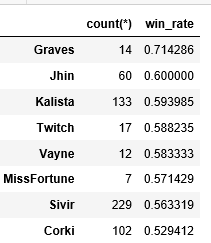 count(*) win_rate
Graves 14 0.714286
Jhin 60 0.600000
Kalista 133 0.593985
Twitch 17 0.588235
Vayne 12 0.583333
MissFortune 7 0.571429
Sivir 229 0.563319
Corki 102 0.529412